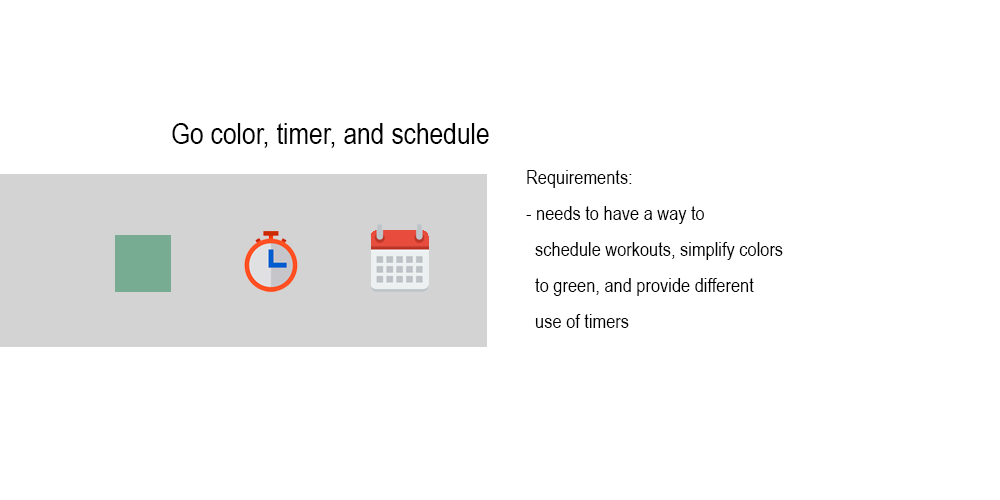 Go color, timer, and schedule
Requirements:
- needs to have a way to
schedule workouts, simplify colors
to green, and provide different
use of timers